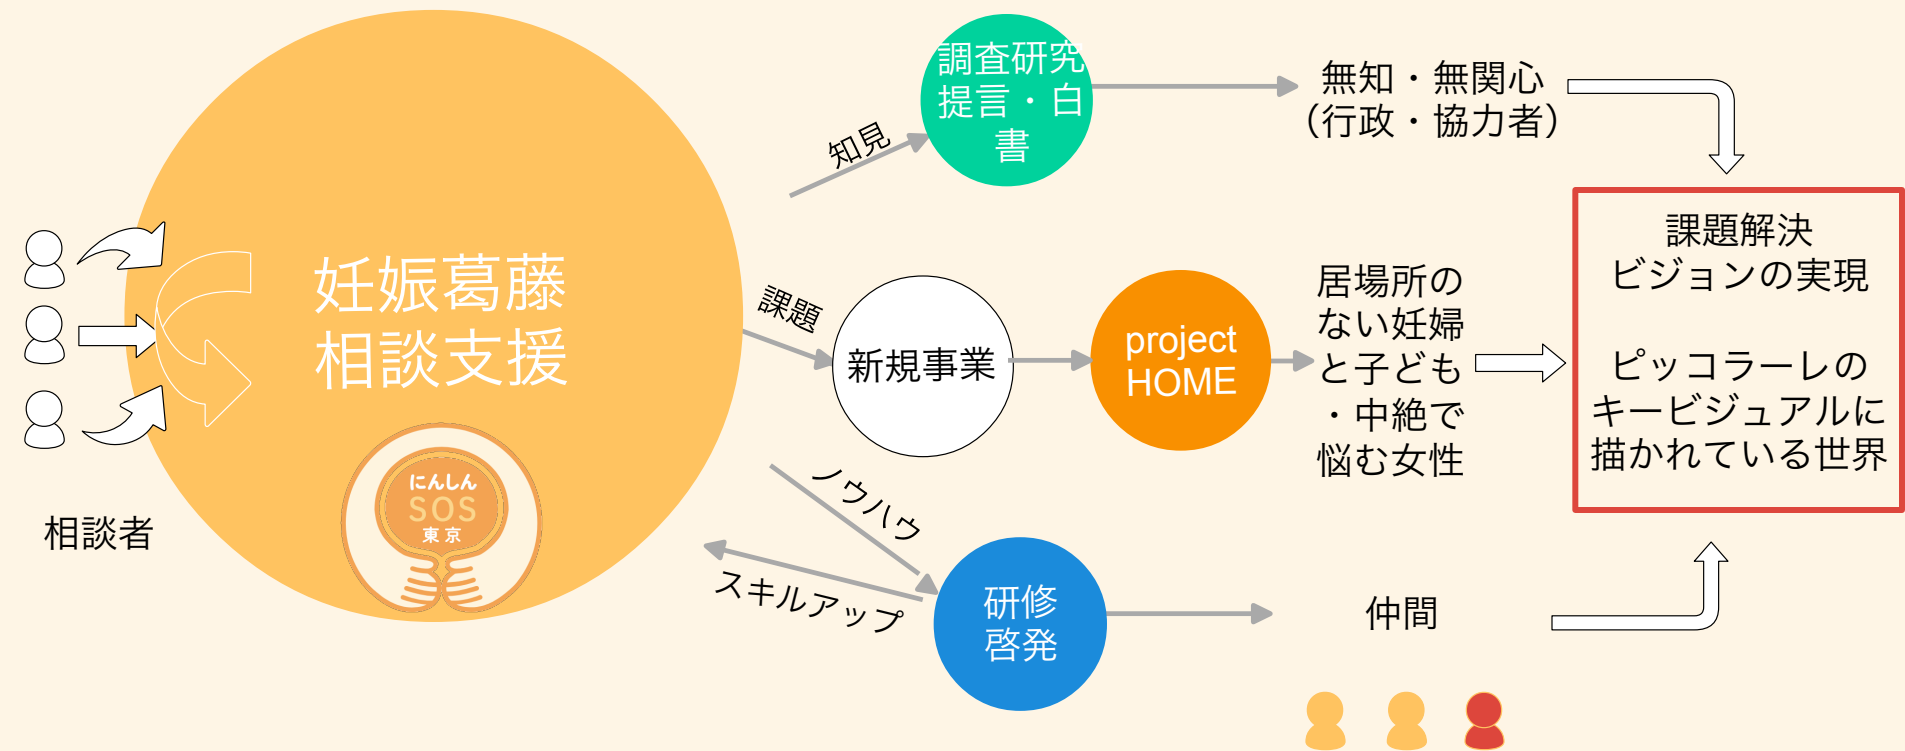 相談者
妊娠葛藤
相談支援
にんしん
SOS
東京
知見
調査研究
提言・白
書
無知・無関心
（行政・協力者）
課題
新規事業
project
HOME
居場所の
ない妊婦
と子ども
・中絶で
悩む女性
ノウハウ
スキルアップ
研修
啓発
仲間
課題解決
ビジョンの実現
ピッコラーレの
キービジュアルに
描かれている世界